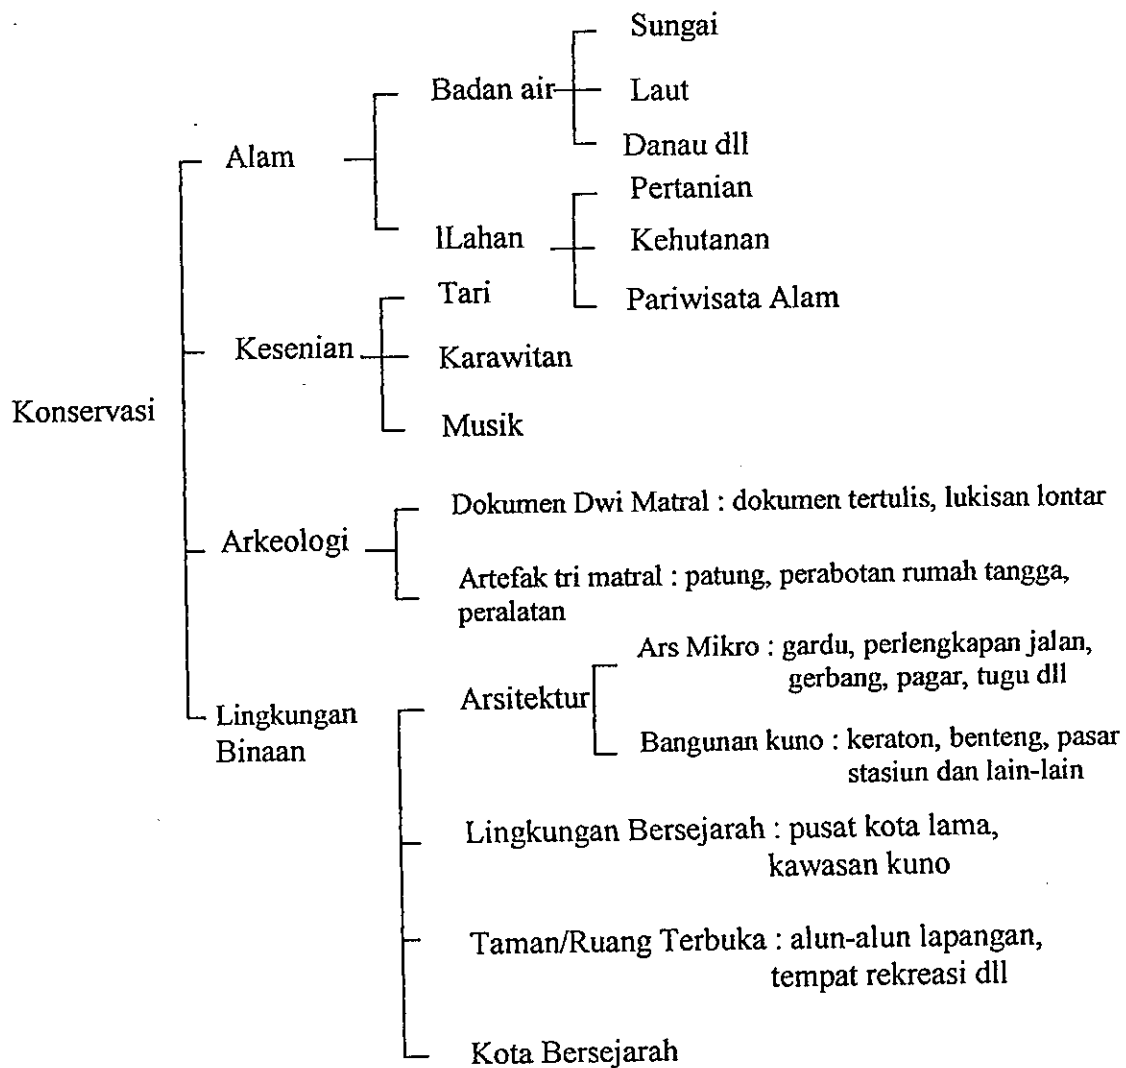 Konservasi
Alam
Badan air
Sungai
Laut
Danau dll
lLahan
Pertanian
Kehutanan
Pariwisata Alam
Kesenian
Tari
Karawitan
Musik
Arkeologi
Dokumen Dwi Matral : dokumen tertulis, lukisan lontar
Artefak tri matral : patung, perabotan rumah tangga,
peralatan
Lingkungan
Binaan
Arsitektur
Ars Mikro : gardu, perlengkapan jalan,
gerbang, pagar, tugu dll
Bangunan kuno : keraton, benteng, pasar
stasiun dan lain-lain
Lingkungan Bersejarah : pusat kota lama,
kawasan kuno
Taman/Ruang Terbuka : alun-alun lapangan,
tempat rekreasi dll
Kota Bersejarah